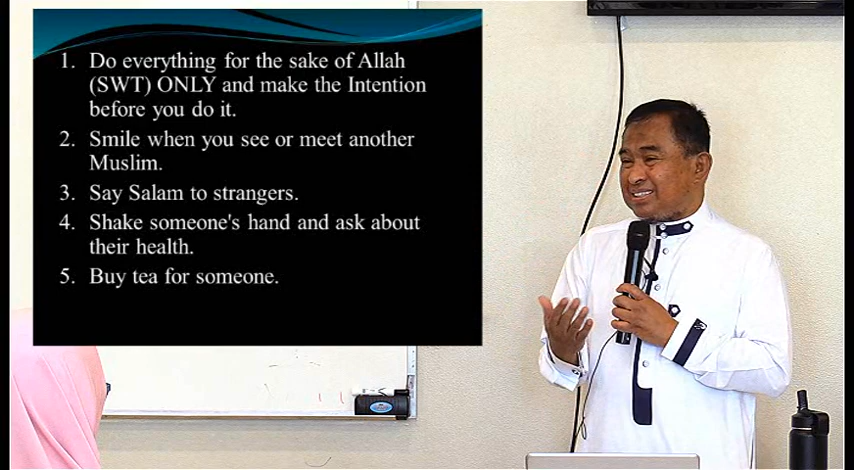 1. Do everything for the sake of Allah
(SWT) ONLY and make the Intention
before you do it.
2. Smile when you see or meet another
Muslim.
3. Say Salam to strangers.
4. Shake someone's hand and ask about
their health.
5. Buy tea for someone.